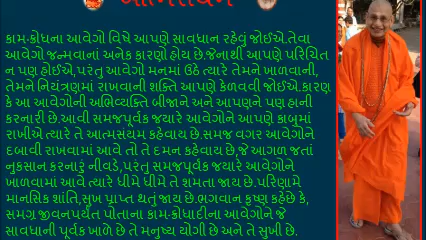 કામ-ક્રોધના આવેગો વિષે આપણે સાવધાન રહેવું જોઈએ.તેવા
આવેગો જન્મવાનાં અનેક કારણો હોય છે.જેનાથી આપણે પરિચિત
ન પણ હોઈએ,પરંતુ આવેગો મનમાં ઉઠે ત્યારે તેમને ખાળવાની,
તેમને નિયંત્રણમાં રાખવાની શક્તિ આપણે કેળવવી જોઈએ.કારણ
કે આ આવેગોની અભિવ્યક્તિ બીજાને અને આપણને પણ હાની
કરનારી છે.આવી સમજપૂર્વક જયારે આવેગોને આપણે કાબુમાં
રાખીએ ત્યારે તે આત્મસંયમ કહેવાય છે.સમજ વગર આવેગોને
દબાવી રાખવામાં આવે તો તે દમન કહેવાય છે,જે આગળ જતાં
નુકસાન કરનારું નીવડે,પરંતુ સમજપૂર્વક જયારે આવેગોને
ખાળવામાં આવે ત્યારે ધીમે ધીમે તે શમતા જાય છે.પરિણામે
માનસિક શાંતિ,સુખ પ્રાપ્ત થતું જાય છે.ભગવાન કૃષ્ણ કહેછે કે,
સમગ્ર જીવનપર્યંત પોતાના કામ-ક્રોધાદીના આવેગોને જે
સાવધાની પૂર્વક ખાળે છે તે મનુષ્ય યોગી છે અને તે સુખી છે.